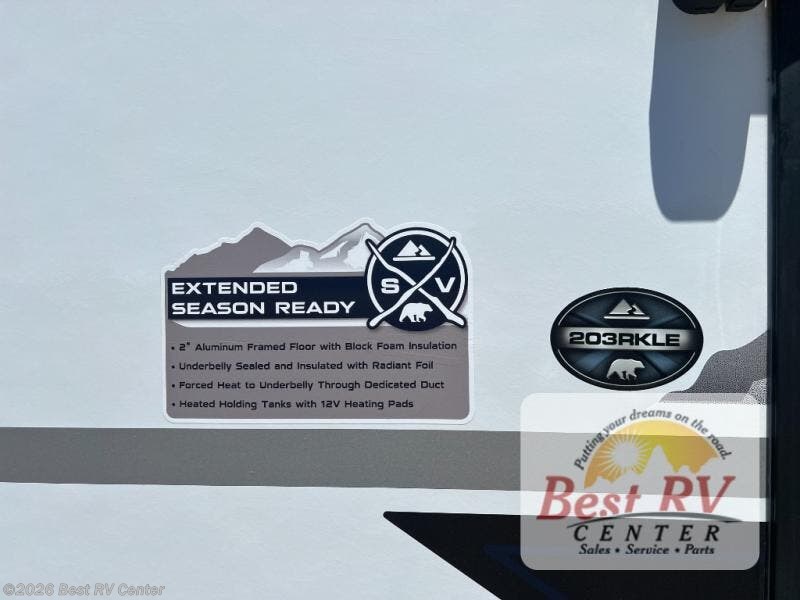 EXTENDED
SEASON READY
S V
• 2" Aluminum Framed Floor with Block Foam Insulation
• Underbelly Sealed and Insulated with Radiant Foil
• Forced Heat to Underbelly Through Dedicated Duct
• Heated Holding Tanks with 12V Heating Pads
203RKLE
Putting your dreams on the road.
Best RV
CENTER
Sales • Service • Parts
©2026 Best RV Center